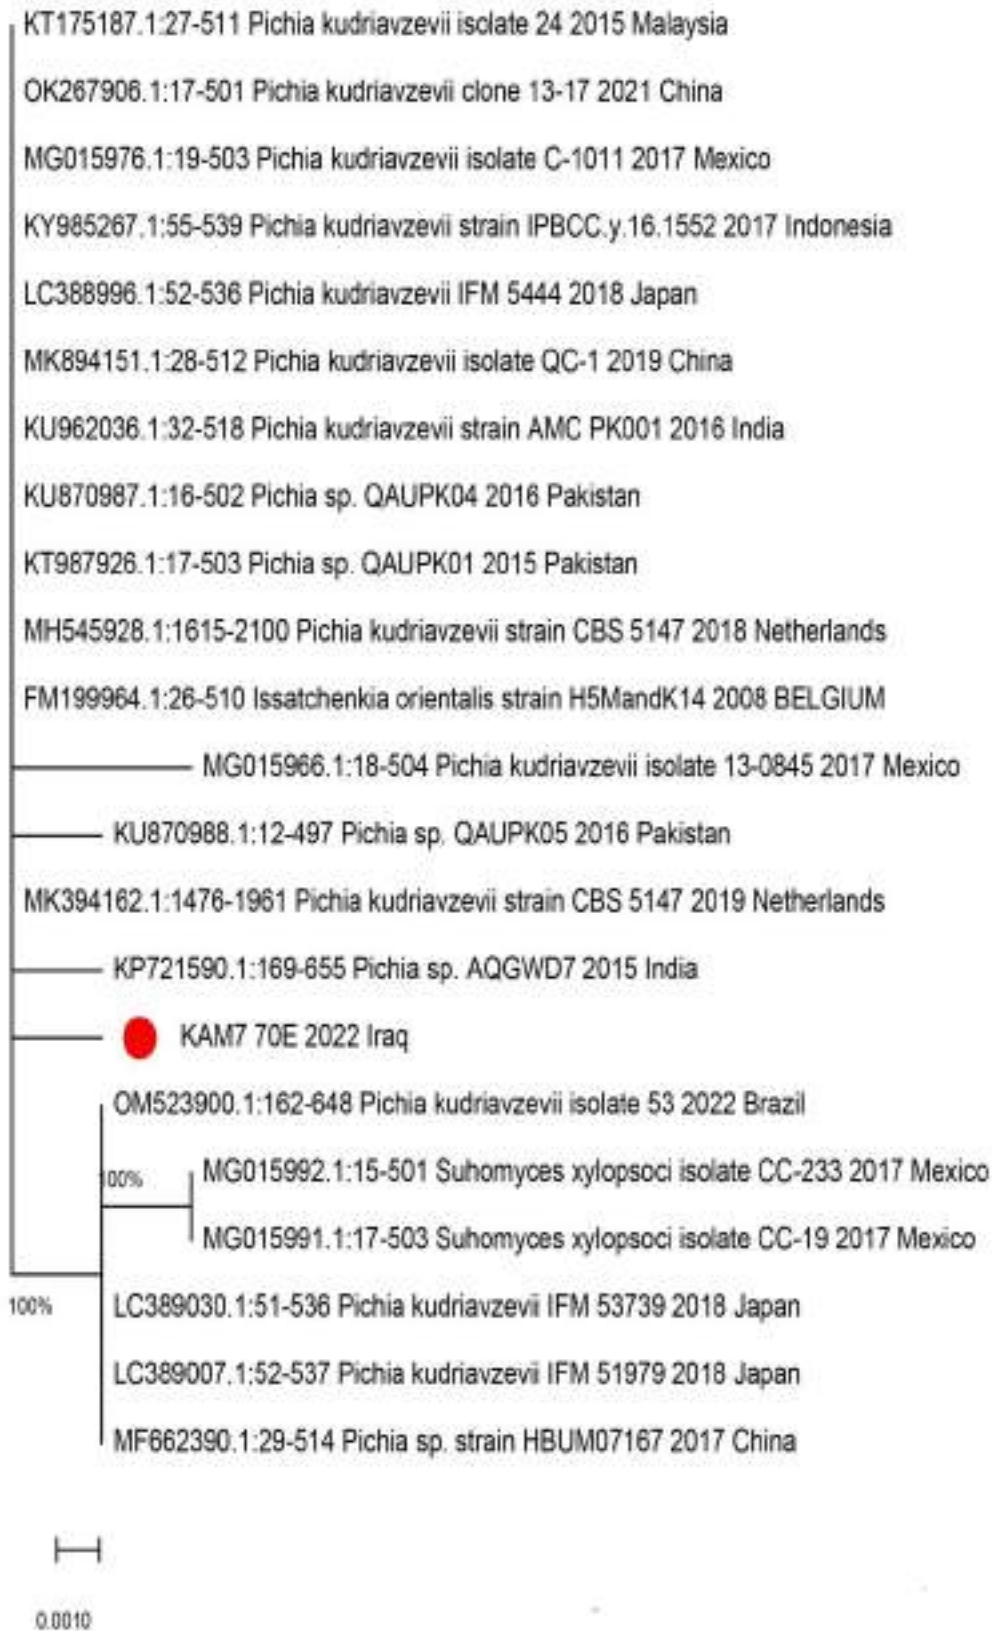 KT175187.1:27-511 Pichia kudriavzevii isolate 24 2015 Malaysia
OK267906.1:17-501 Pichia kudriavzevii clone 13-17 2021 China
MG015976.1:19-503 Pichia kudriavzevii isolate C-1011 2017 Mexico
KY985267.1:55-539 Pichia kudriavzevii strain IPBCC.y.16.1552 2017 Indonesia
LC388996.1:52-536 Pichia kudriavzevii IFM 5444 2018 Japan
MK894151.1:28-512 Pichia kudriavzevii isolate QC-1 2019 China
KU962036.1:32-518 Pichia kudriavzevii strain AMC PK001 2016 India
KU870987.1:16-502 Pichia sp. QAUPK04 2016 Pakistan
KT987926.1:17-503 Pichia sp. QAUPK01 2015 Pakistan
MH545928.1:1615-2100 Pichia kudriavzevii strain CBS 5147 2018 Netherlands
FM199964.1:26-510 Issatchenkia orientalis strain H5MandK14 2008 BELGIUM
MG015966.1:18-504 Pichia kudriavzevii isolate 13-0845 2017 Mexico
KU870988.1:12-497 Pichia sp. QAUPK05 2016 Pakistan
MK394162.1:1476-1961 Pichia kudriavzevii strain CBS 5147 2019 Netherlands
KP721590.1:169-655 Pichia sp. AQGWD7 2015 India
KAM7 70E 2022 Iraq
OM523900.1:162-648 Pichia kudriavzevii isolate 53 2022 Brazil
100%
MG015992.1:15-501 Suhomyces xylopsoci isolate CC-233 2017 Mexico
MG015991.1:17-503 Suhomyces xylopsoci isolate CC-19 2017 Mexico
100%
LC389030.1:51-536 Pichia kudriavzevii IFM 53739 2018 Japan
LC389007.1:52-537 Pichia kudriavzevii IFM 51979 2018 Japan
MF662390.1:29-514 Pichia sp. strain HBUM07167 2017 China
0.0010